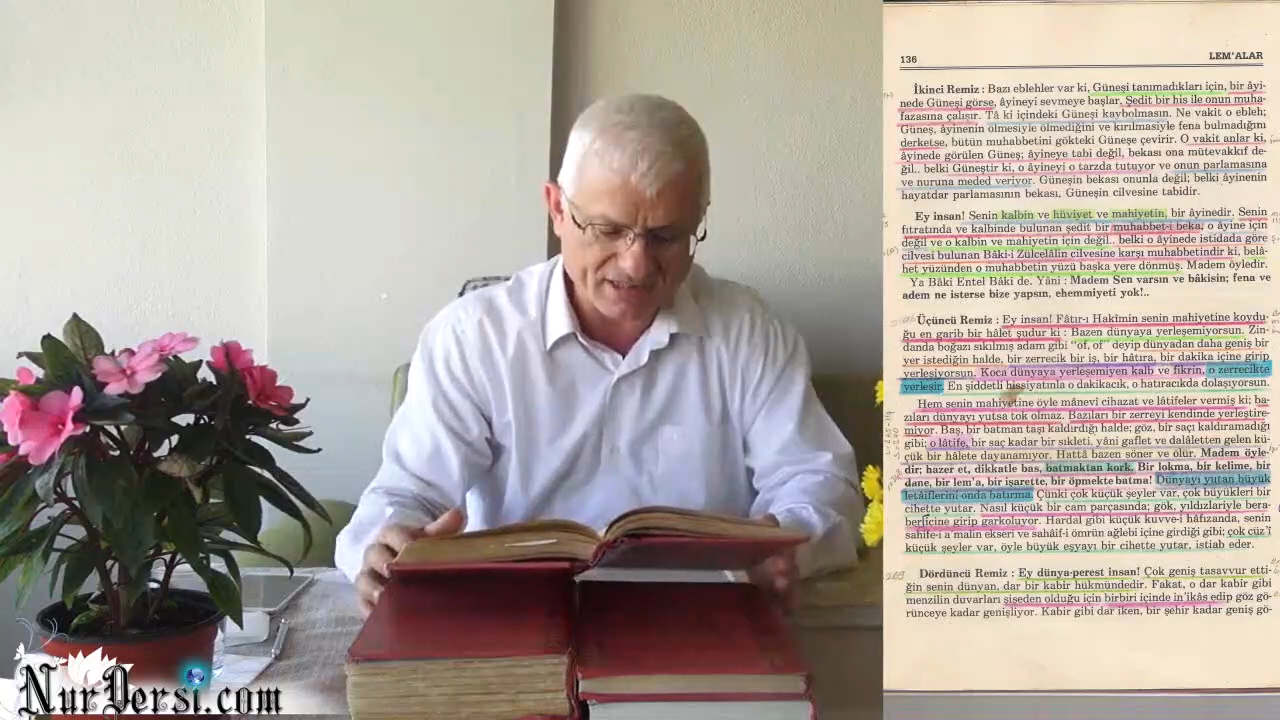 136
LEM'ALAR
İkinci Remiz : Bazı eblehler var ki, Güneşi tanımadıkları için, bir âyi-
nede Güneşi görse, âyineyi sevmeye başlar. Şedit bir his ile onun muha-
fazasına çalışır. Tâ ki içindeki Güneşi kaybolmasın. Ne vakit o ebleh;
Güneş, âyinenin ölmesiyle ölmediğini ve kırılmasiyle fena bulmadığını
derketse, bütün muhabbetini gökteki Güneşe çevirir. O vakit anlar ki,
âyinede görülen Güneş; âyineye tabi değil, bekası ona mütevakkıf de-
ğil.. belki Güneştir ki, o âyineyi o tarzda tutuyor ve onun parlamasına
ve nuruna meded veriyor. Güneşin bekası onunla değil; belki âyinenin
hayatdar parlamasının bekası, Güneşin cilvesine tabidir.
Ey insan! Senin kalbin ve hüviyet ve mahiyetin, bir âyinedir. Senin
fıtratında ve kalbinde bulunan şedit bir muhabbet-i beka, o âyine için
değil ve o kalbin ve mahiyetin için değil.. belki o âyinede istidada göre
cilvesi bulunan Bâki-i Zülcelâlin cilvesine karşı muhabbetindir ki, belâ-
het yüzünden o muhabbetin yüzü başka yere dönmüş. Madem öyledir.
Ya Bâki Entel Bâki de. Yâni : Madem Sen varsın ve bâkisin; fena ve
adem ne isterse bize yapsın, ehemmiyeti yok!..
Üçüncü Remiz : Ey insan! Fâtır-ı Hakîmin senin mahiyetine koydu-
ğu en garib bir hâlet şudur ki : Bazen dünyaya yerleşemiyorsun. Zin-
danda boğazı sıkılmış adam gibi "of, of" deyip dünyadan daha geniş bir
yer istediğin halde, bir zerrecik bir iş, bir hâtıra, bir dakika içine girip
yerleşiyorsun. Koca dünyaya yerleşemiyen kalb ve fikrin, o zerrecikte
yerleşir. En şiddetli hissiyatınla o dakikacık, o hatıracıkda dolaşıyorsun.
Hem senin mahiyetine öyle mânevi cihazat ve lâtifeler vermiş ki; ba-
zıları dünyayı yutsa tok olmaz. Bazıları bir zerreyi kendinde yerleştire-
miyor. Baş, bir batman taşı kaldırdığı halde; göz, bir saçı kaldıramadığı
gibi; o lâtife, bir saç kadar bir sıkleti, yâni gaflet ve dalâletten gelen kü-
çük bir hâlete dayanamıyor. Hattâ bazen söner ve ölür. Madem öyle-
dir; hazer et, dikkatle bas, batmaktan kork. Bir lokma, bir kelime, bir
dane, bir lem'a, bir işarette, bir öpmekte batma! Dünyayı yutan büyük
letâiflerini onda batırma. Çünki çok küçük şeyler var, çok büyükleri bir
cihette yutar. Nasıl küçük bir cam parçasında; gök, yıldızlariyle bera-
ber içine girip garkoluyor. Hardal gibi küçük kuvve-i hâfızanda, senin
sahife-i a'malin ekseri ve sahâif-i ömrün ağlebi içine girdiği gibi; çok cüz'î
küçük şeyler var, öyle büyük eşyayı bir cihette yutar, istiab eder.
Dördüncü Remiz : Ey dünya-perest insan! Çok geniş tasavvur etti-
ğin senin dünyan, dar bir kabir hükmündedir. Fakat, o dar kabir gibi
menzilin duvarları şişeden olduğu için birbiri içinde in'ikâs edip göz gö-
rünceye kadar genişliyor. Kabir gibi dar iken, bir şehir kadar geniş gö-
NurDersi.com